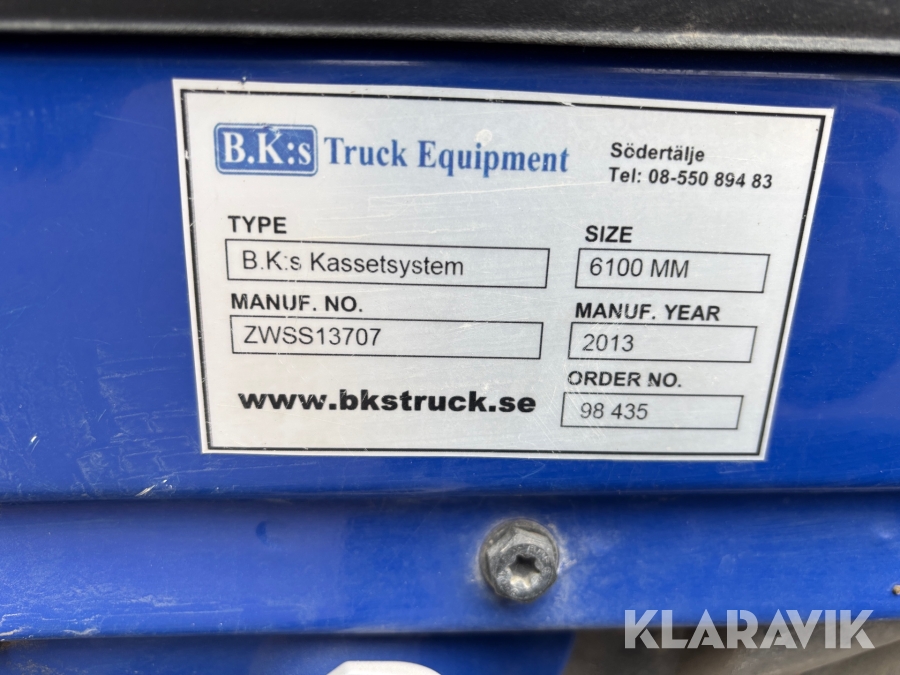 B.K:s Truck Equipment
Södertälje
Tel: 08-550 894 83
TYPE
B.K:s Kassetsystem
SIZE
6100 MM
MANUF. NO.
ZWSS13707
MANUF. YEAR
2013
www.bkstruck.se
ORDER NO.
98 435
KLARAVIK